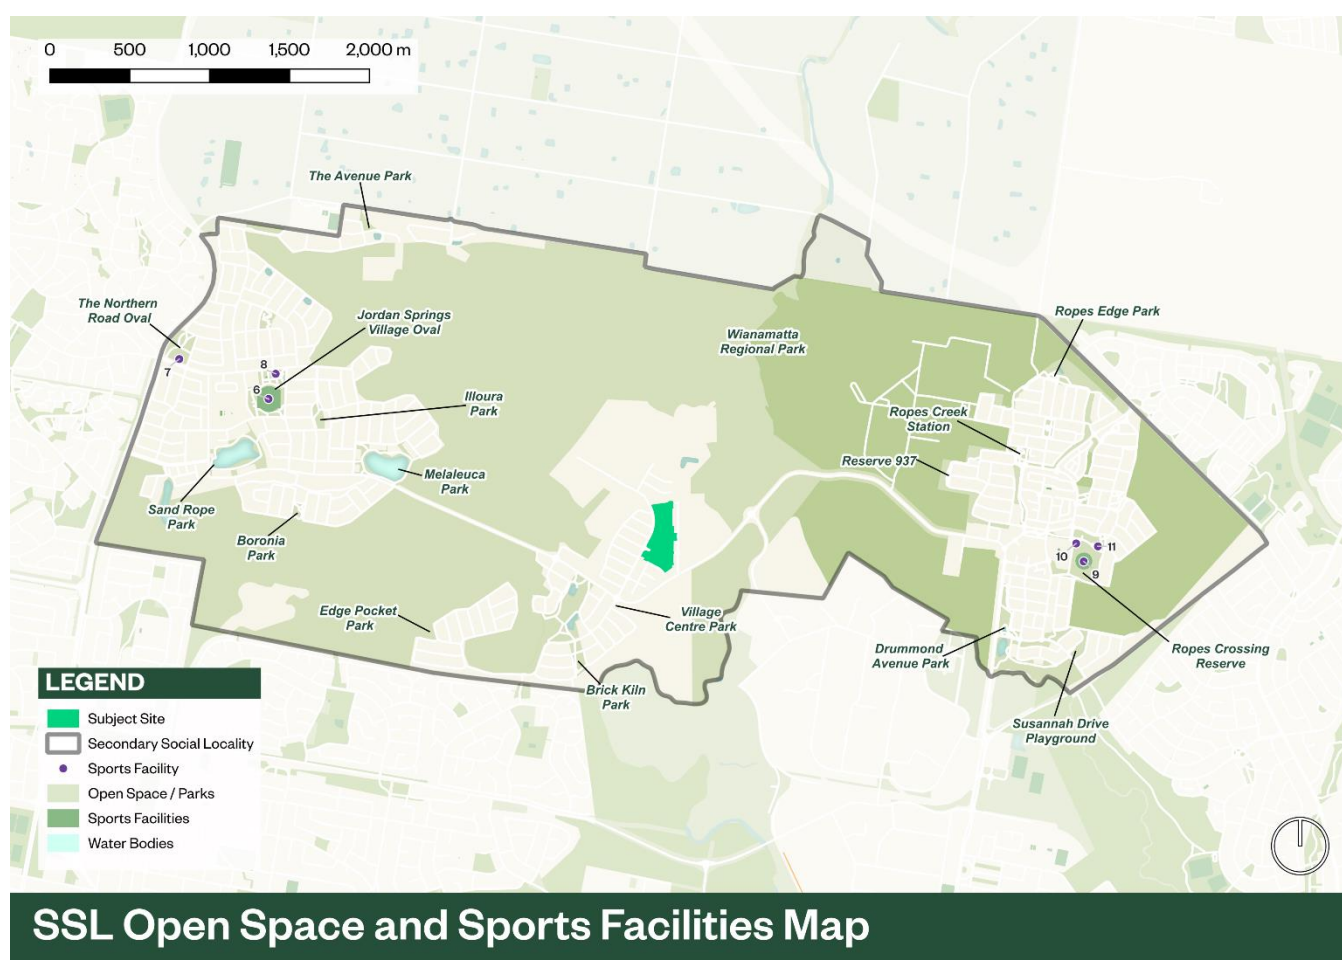 0 500 1,000 1,500 2,000 m
The Avenue Park
The Northern
Road Oval
Jordan Springs
Village Oval
Ropes Edge Park
Wianamatta
Regional Park
7
8
6
Illoura
Park
Ropes Creek
Station
Reserve 937
Melaleuca
Park
Sand Rope
Park
Boronia
Park
10
11
9
Edge Pocket
Park
Village
Centre Park
Drummond
Avenue Park
Ropes Crossing
Reserve
Brick Kiln
Park
Susannah Drive
Playground
LEGEND
Subject Site
Secondary Social Locality
Sports Facility
Open Space / Parks
Sports Facilities
Water Bodies
SSL Open Space and Sports Facilities Map